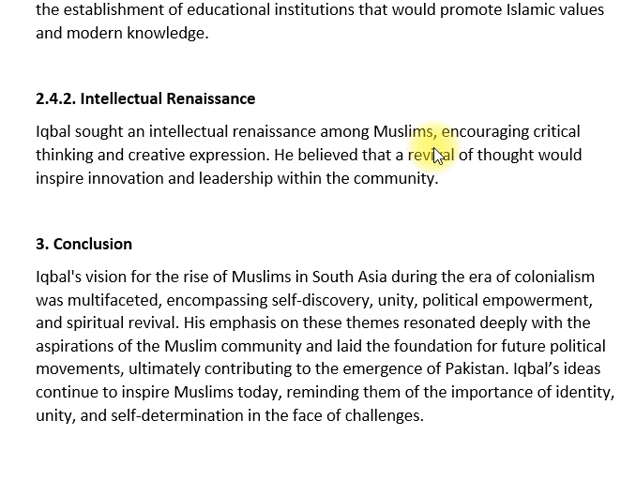 the establishment of educational institutions that would promote Islamic values
and modern knowledge.
2.4.2. Intellectual Renaissance
Iqbal sought an intellectual renaissance among Muslims, encouraging critical
thinking and creative expression. He believed that a revival of thought would
inspire innovation and leadership within the community.
3. Conclusion
Iqbal's vision for the rise of Muslims in South Asia during the era of colonialism
was multifaceted, encompassing self-discovery, unity, political empowerment,
and spiritual revival. His emphasis on these themes resonated deeply with the
aspirations of the Muslim community and laid the foundation for future political
movements, ultimately contributing to the emergence of Pakistan. Iqbal’s ideas
continue to inspire Muslims today, reminding them of the importance of identity,
unity, and self-determination in the face of challenges.